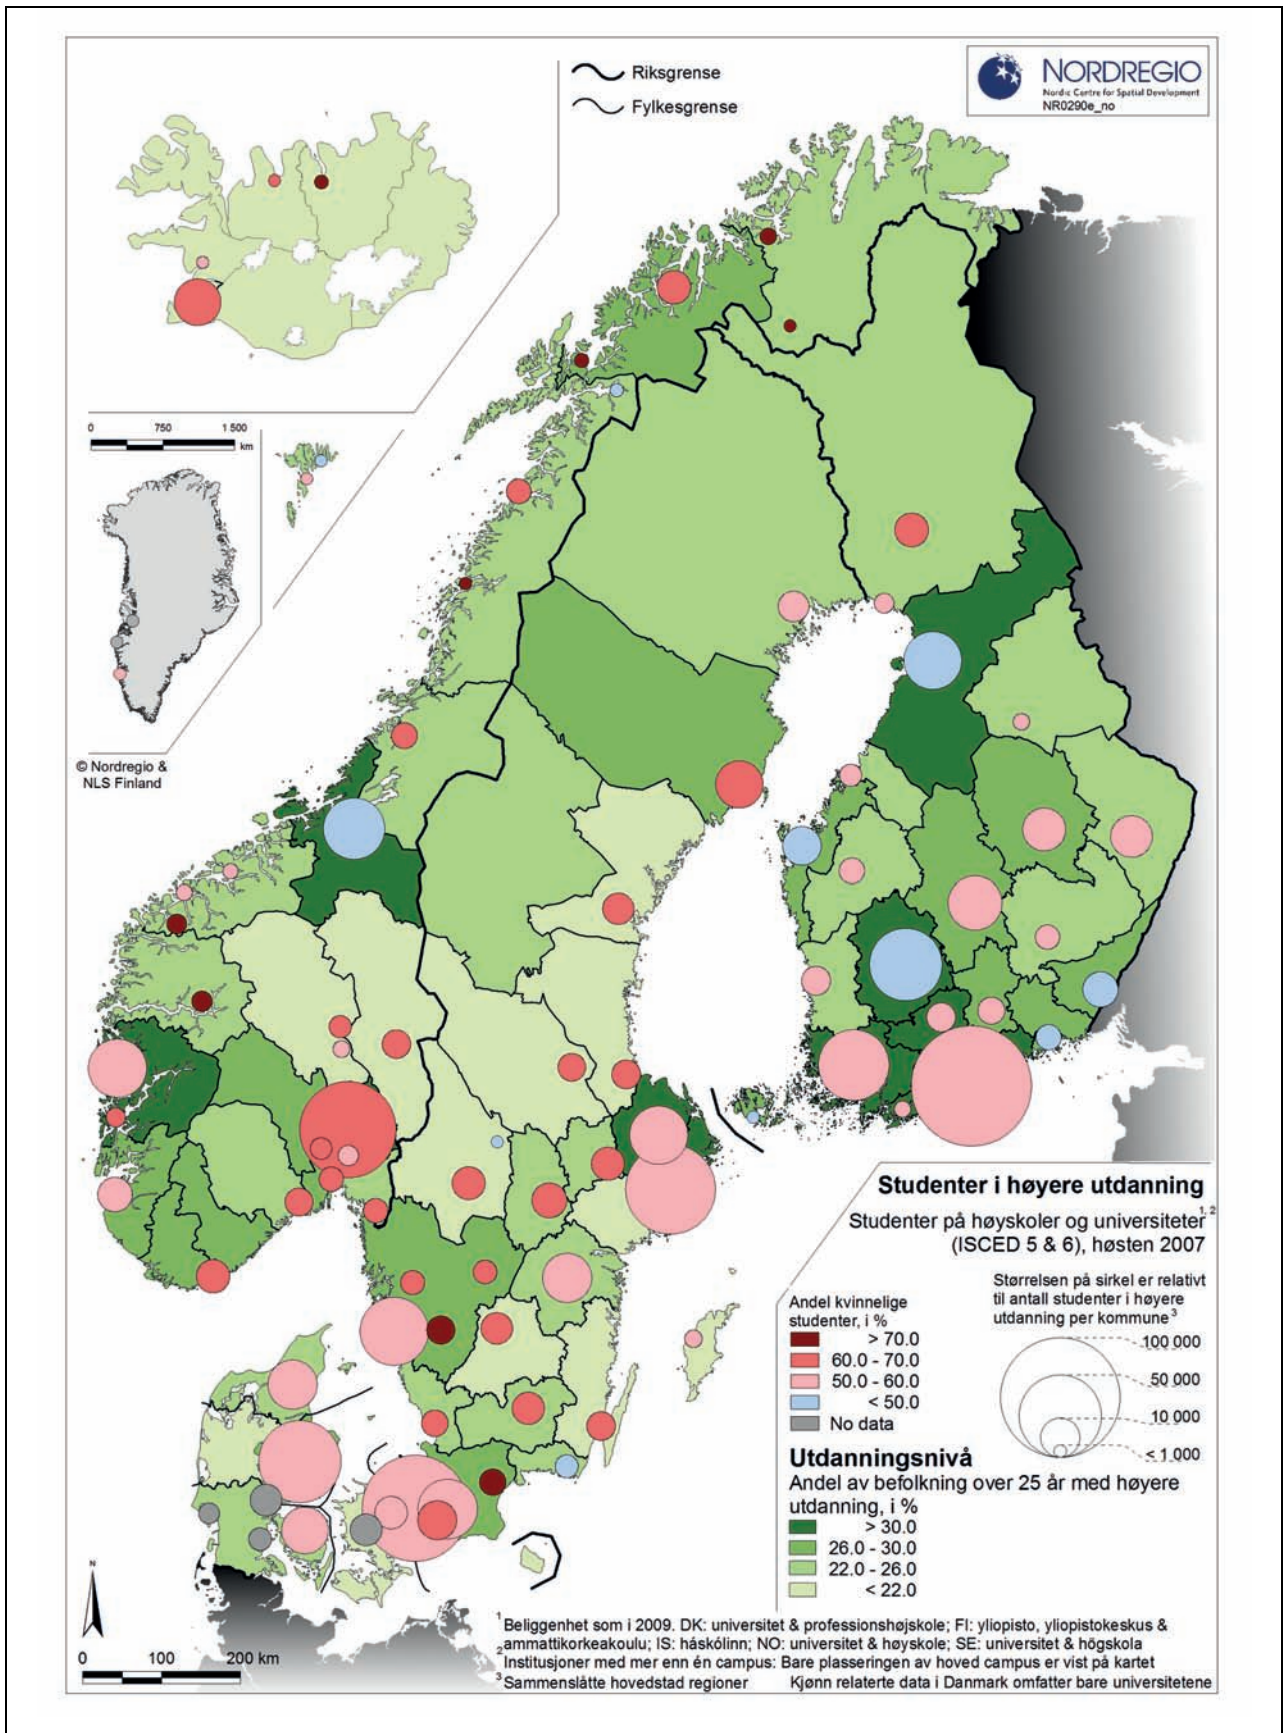 Riksgrense
Fylkesgrense
NORDREGIO
Nordic Centre for Spatial Development
NR0290e_no
0 750 1 500
km
© Nordregio &
NLS Finland
Studenter i høyere utdanning
Studenter på høyskoler og universiteter 1, 2
(ISCED 5 & 6), høsten 2007
Andel kvinnelige
studenter, i %
> 70.0
60.0 - 70.0
50.0 - 60.0
< 50.0
No data
Størrelsen på sirkel er relativt
til antall studenter i høyere
utdanning per kommune 3
100 000
50 000
10 000
< 1 000
Utdanningsnivå
Andel av befolkning over 25 år med høyere
utdanning, i %
> 30.0
26.0 - 30.0
22.0 - 26.0
< 22.0
N
0 100 200 km
1 Beliggenhet som i 2009. DK: universitet & professionshøjskole; FI: yliopisto, yliopistokeskus &
ammattikorkeakoulu; IS: háskólinn; NO: universitet & høyskole; SE: universitet & högskola
2 Institusjoner med mer enn én campus: Bare plasseringen av hoved campus er vist på kartet
3 Sammenslåtte hovedstad regioner Kjønn relaterte data i Danmark omfatter bare universitetene